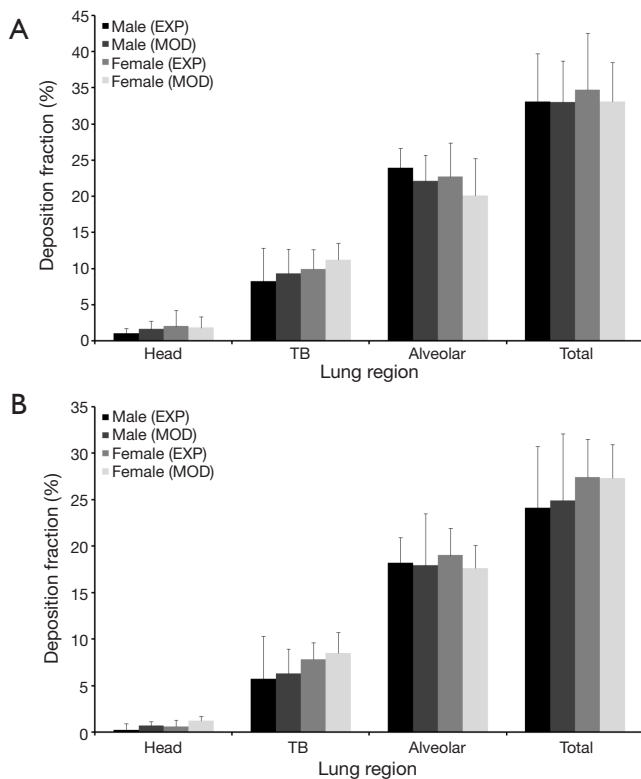 A
Deposition fraction (%)
45
40
35
30
25
20
15
10
5
0
Male (EXP)
Male (MOD)
Female (EXP)
Female (MOD)
Head TB Alveolar Total
Lung region
B
Deposition fraction (%)
35
30
25
20
15
10
5
0
Male (EXP)
Male (MOD)
Female (EXP)
Female (MOD)
Head TB Alveolar Total
Lung region